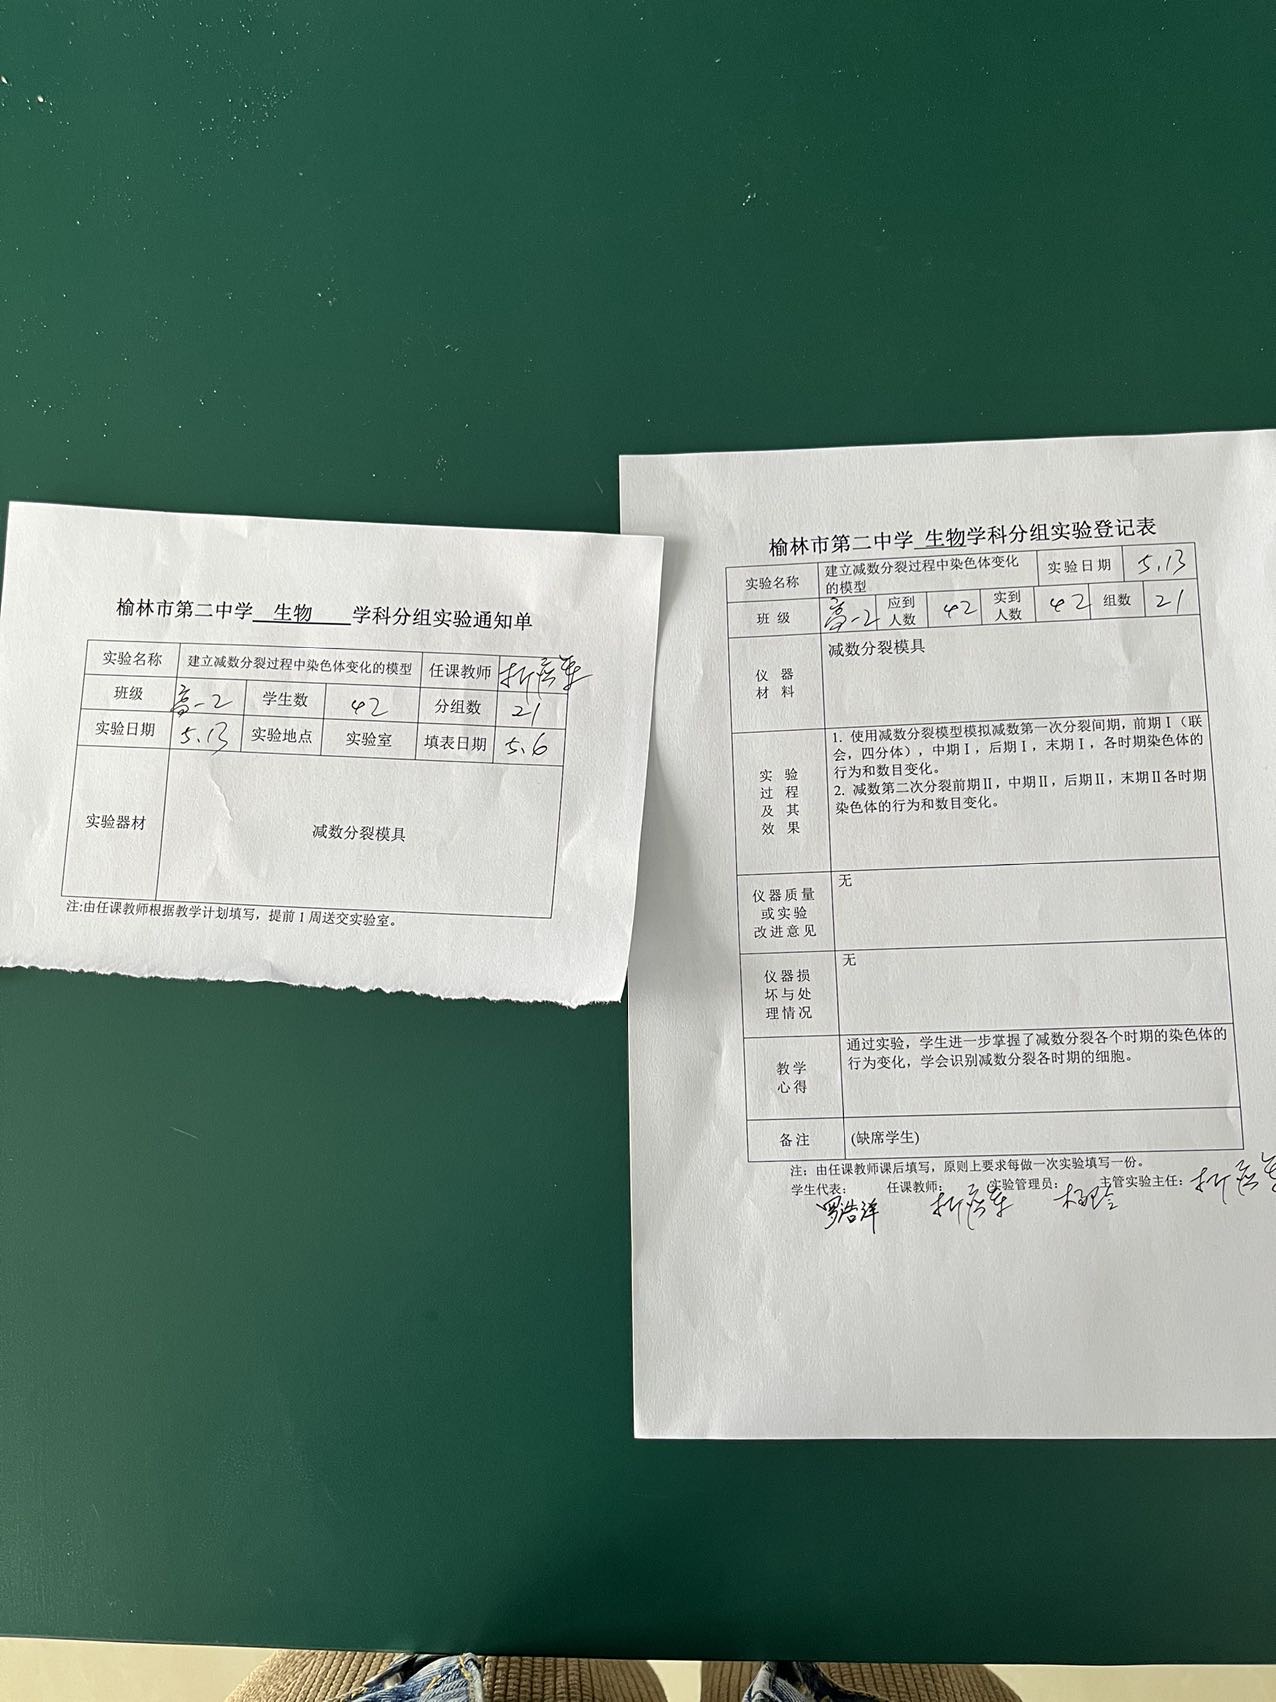 榆林市第二中学 生物 学科分组实验通知单
实验名称 建立减数分裂过程中染色体变化的模型 任课教师
班级 高一2 学生数 42 分组数 21
实验日期 5.13 实验地点 实验室 填表日期 5.6
实验器材 减数分裂模具
注:由任课教师根据教学计划填写，提前1周送交实验室。
榆林市第二中学 生物学科分组实验登记表
实验名称 建立减数分裂过程中染色体变化
的模型 实验日期 5.13
班级 高一2 应到人数 42 实到人数 42 组数 21
仪器材料 减数分裂模具
实验过程及其效果
1. 使用减数分裂模型模拟减数第一次分裂间期，前期Ⅰ（联
会，四分体），中期Ⅰ，后期Ⅰ，末期Ⅰ，各时期染色体的
行为和数目变化。
2. 减数第二次分裂前期Ⅱ，中期Ⅱ，后期Ⅱ，末期Ⅱ各时期
染色体的行为和数目变化。
仪器质量或实验改进意见 无
仪器损坏与处理情况 无
教学心得
通过实验，学生进一步掌握了减数分裂各个时期的染色体的
行为变化，学会识别减数分裂各时期的细胞。
备注 (缺席学生)
注：由任课教师课后填写，原则上要求每做一次实验填写一份。
学生代表： 任课教师： 实验管理员： 主管实验主任：
罗浩洋